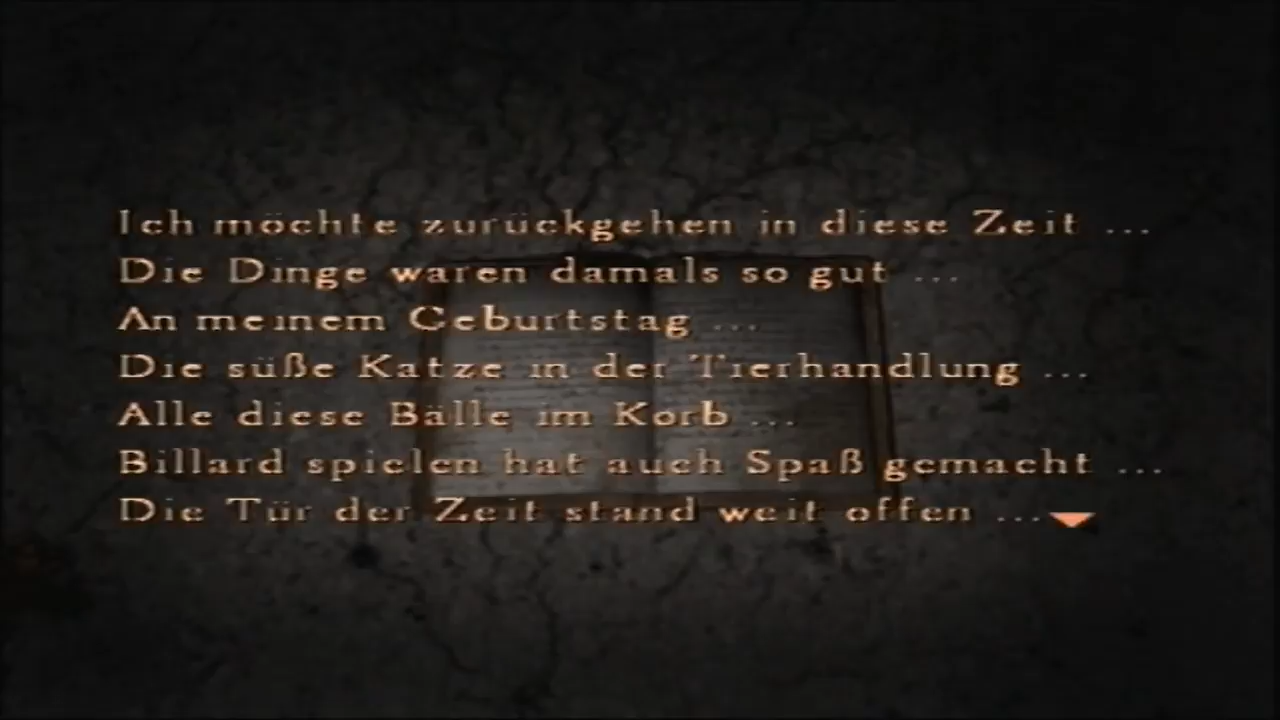 Ich möchte zurückgehen in diese Zeit ...
Die Dinge waren damals so gut ...
An meinem Geburtstag ...
Die süße Katze in der Tierhandlung ...
Alle diese Bälle im Korb ...
Billard spielen hat auch Spaß gemacht ...
Die Tür der Zeit stand weit offen ...